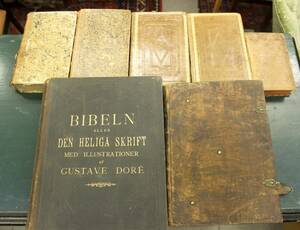 BIBELN
ELLER
DEN HELIGA SKRIFT
MED ILLUSTRATIONER
af
GUSTAVE DORÉ